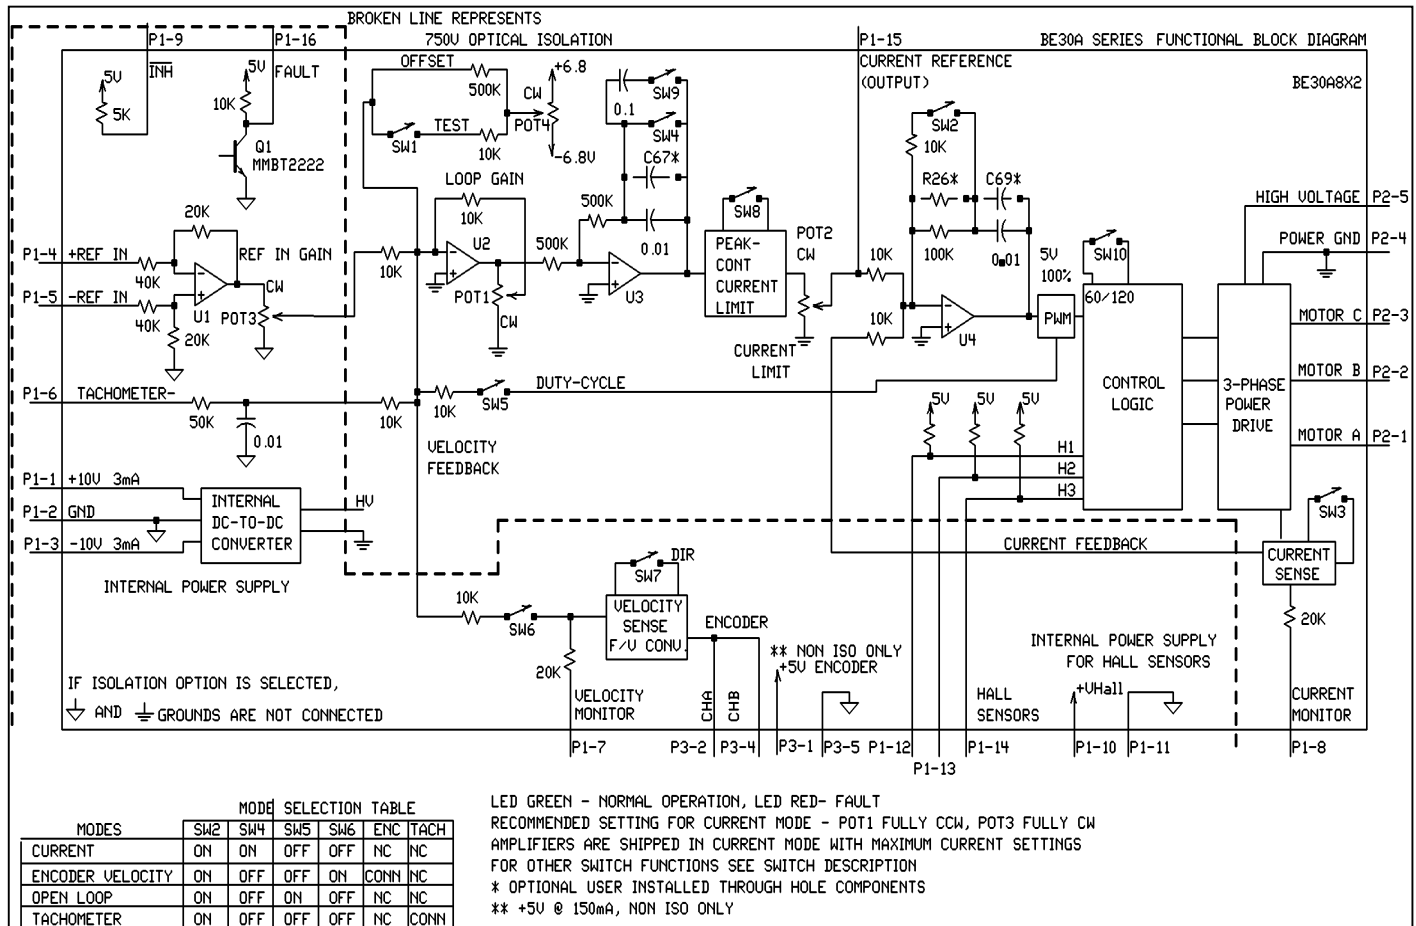 BROKEN LINE REPRESENTS
750V OPTICAL ISOLATION
BE30A SERIES FUNCTIONAL BLOCK DIAGRAM
BE30A8X2
P1-9
INH
5V
5K
P1-16
FAULT
5V
10K
Q1
MMBT2222
OFFSET
500K
CW
+6.8
POT4
-6.8V
SW1
TEST
10K
0.1
SW9
SW4
C67*
500K
0.01
P1-15
CURRENT REFERENCE
(OUTPUT)
SW2
10K
R26*
C69*
100K
0.01
HIGH VOLTAGE
P2-5
POWER GND
P2-4
MOTOR C
P2-3
MOTOR B
P2-2
MOTOR A
P2-1
LOOP GAIN
10K
SW8
POT2
CW
10K
5V
100%
SW10
60/120
20K
P1-4
+REF IN
40K
REF IN GAIN
CW
P1-5
-REF IN
40K
U1
POT3
20K
10K
U2
POT1
CW
500K
U3
PEAK-
CONT
CURRENT
LIMIT
CURRENT
LIMIT
10K
U4
PWM
CONTROL
LOGIC
3-PHASE
POWER
DRIVE
P1-6
TACHOMETER-
50K
0.01
10K
10K
SW5
DUTY-CYCLE
VELOCITY
FEEDBACK
5V
5V
5V
H1
H2
H3
P1-1
+10V 3mA
P1-2
GND
P1-3
-10V 3mA
INTERNAL
DC-TO-DC
CONVERTER
HV
INTERNAL POWER SUPPLY
CURRENT FEEDBACK
SW3
CURRENT
SENSE
20K
10K
SW6
SW7
DIR
VELOCITY
SENSE
F/V CONV.
ENCODER
20K
VELOCITY
MONITOR
CHA
CHB
** NON ISO ONLY
+5V ENCODER
INTERNAL POWER SUPPLY
FOR HALL SENSORS
HALL
SENSORS
+VHall
CURRENT
MONITOR
IF ISOLATION OPTION IS SELECTED,
AND
GROUNDS ARE NOT CONNECTED
P1-7
P3-2
P3-4
P3-1
P3-5
P1-12
P1-13
P1-14
P1-10
P1-11
P1-8
MODE SELECTION TABLE
MODES SW2 SW4 SW5 SW6 ENC TACH
CURRENT ON ON OFF OFF NC NC
ENCODER VELOCITY ON OFF OFF ON CONN NC
OPEN LOOP ON OFF ON OFF NC NC
TACHOMETER ON OFF OFF OFF NC CONN
LED GREEN - NORMAL OPERATION, LED RED- FAULT
RECOMMENDED SETTING FOR CURRENT MODE - POT1 FULLY CCW, POT3 FULLY CW
AMPLIFIERS ARE SHIPPED IN CURRENT MODE WITH MAXIMUM CURRENT SETTINGS
FOR OTHER SWITCH FUNCTIONS SEE SWITCH DESCRIPTION
* OPTIONAL USER INSTALLED THROUGH HOLE COMPONENTS
** +5V @ 150mA, NON ISO ONLY